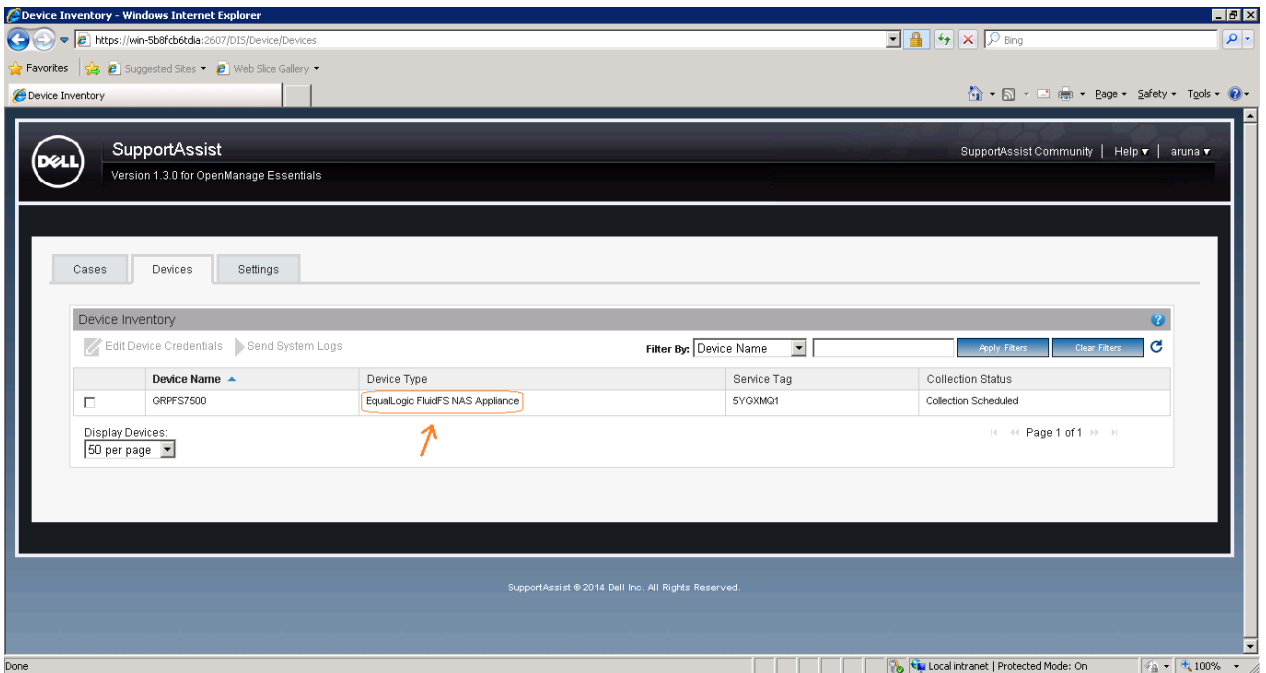 Device Inventory - Windows Internet Explorer
https://win-5b8fcb6tdia:2607/DIS/Device/Devices Bing
Favorites Suggested Sites Web Slice Gallery
Device Inventory Page Safety Tools
DELL SupportAssist SupportAssist Community | Help | aruna
Version 1.3.0 for OpenManage Essentials
Cases Devices Settings
Device Inventory
Edit Device Credentials Send System Logs Filter By: Device Name Apply Filters Clear Filters
Device Name Device Type Service Tag Collection Status
GRPFS7500 EqualLogic FluidFS NAS Appliance 5YGXMQ1 Collection Scheduled
Display Devices: Page 1 of 1
50 per page
SupportAssist © 2014 Dell Inc. All Rights Reserved.
Done Local intranet | Protected Mode: On 100%